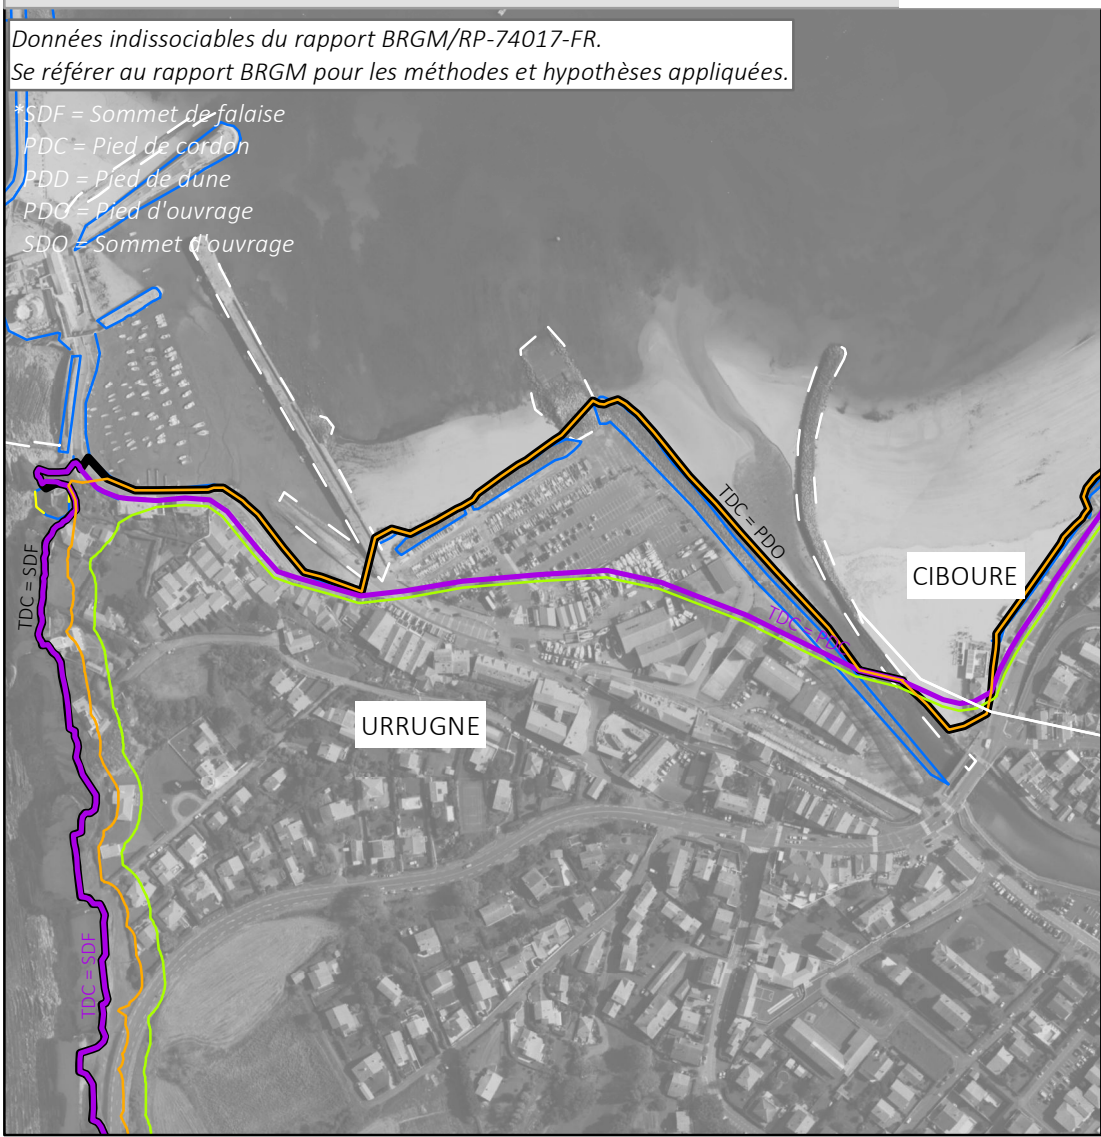 Données indissociables du rapport BRGM/RP-74017-FR.
Se référer au rapport BRGM pour les méthodes et hypothèses appliquées.
*SDF = Sommet de falaise
PDC = Pied de cordon
PDD = Pied de dune
PDO = Pied d'ouvrage
SDO = Sommet d'ouvrage
TDC = PDO
CIBOURE
TDC = SDF
TDC = PDC
URRUGNE
TDC = SDF